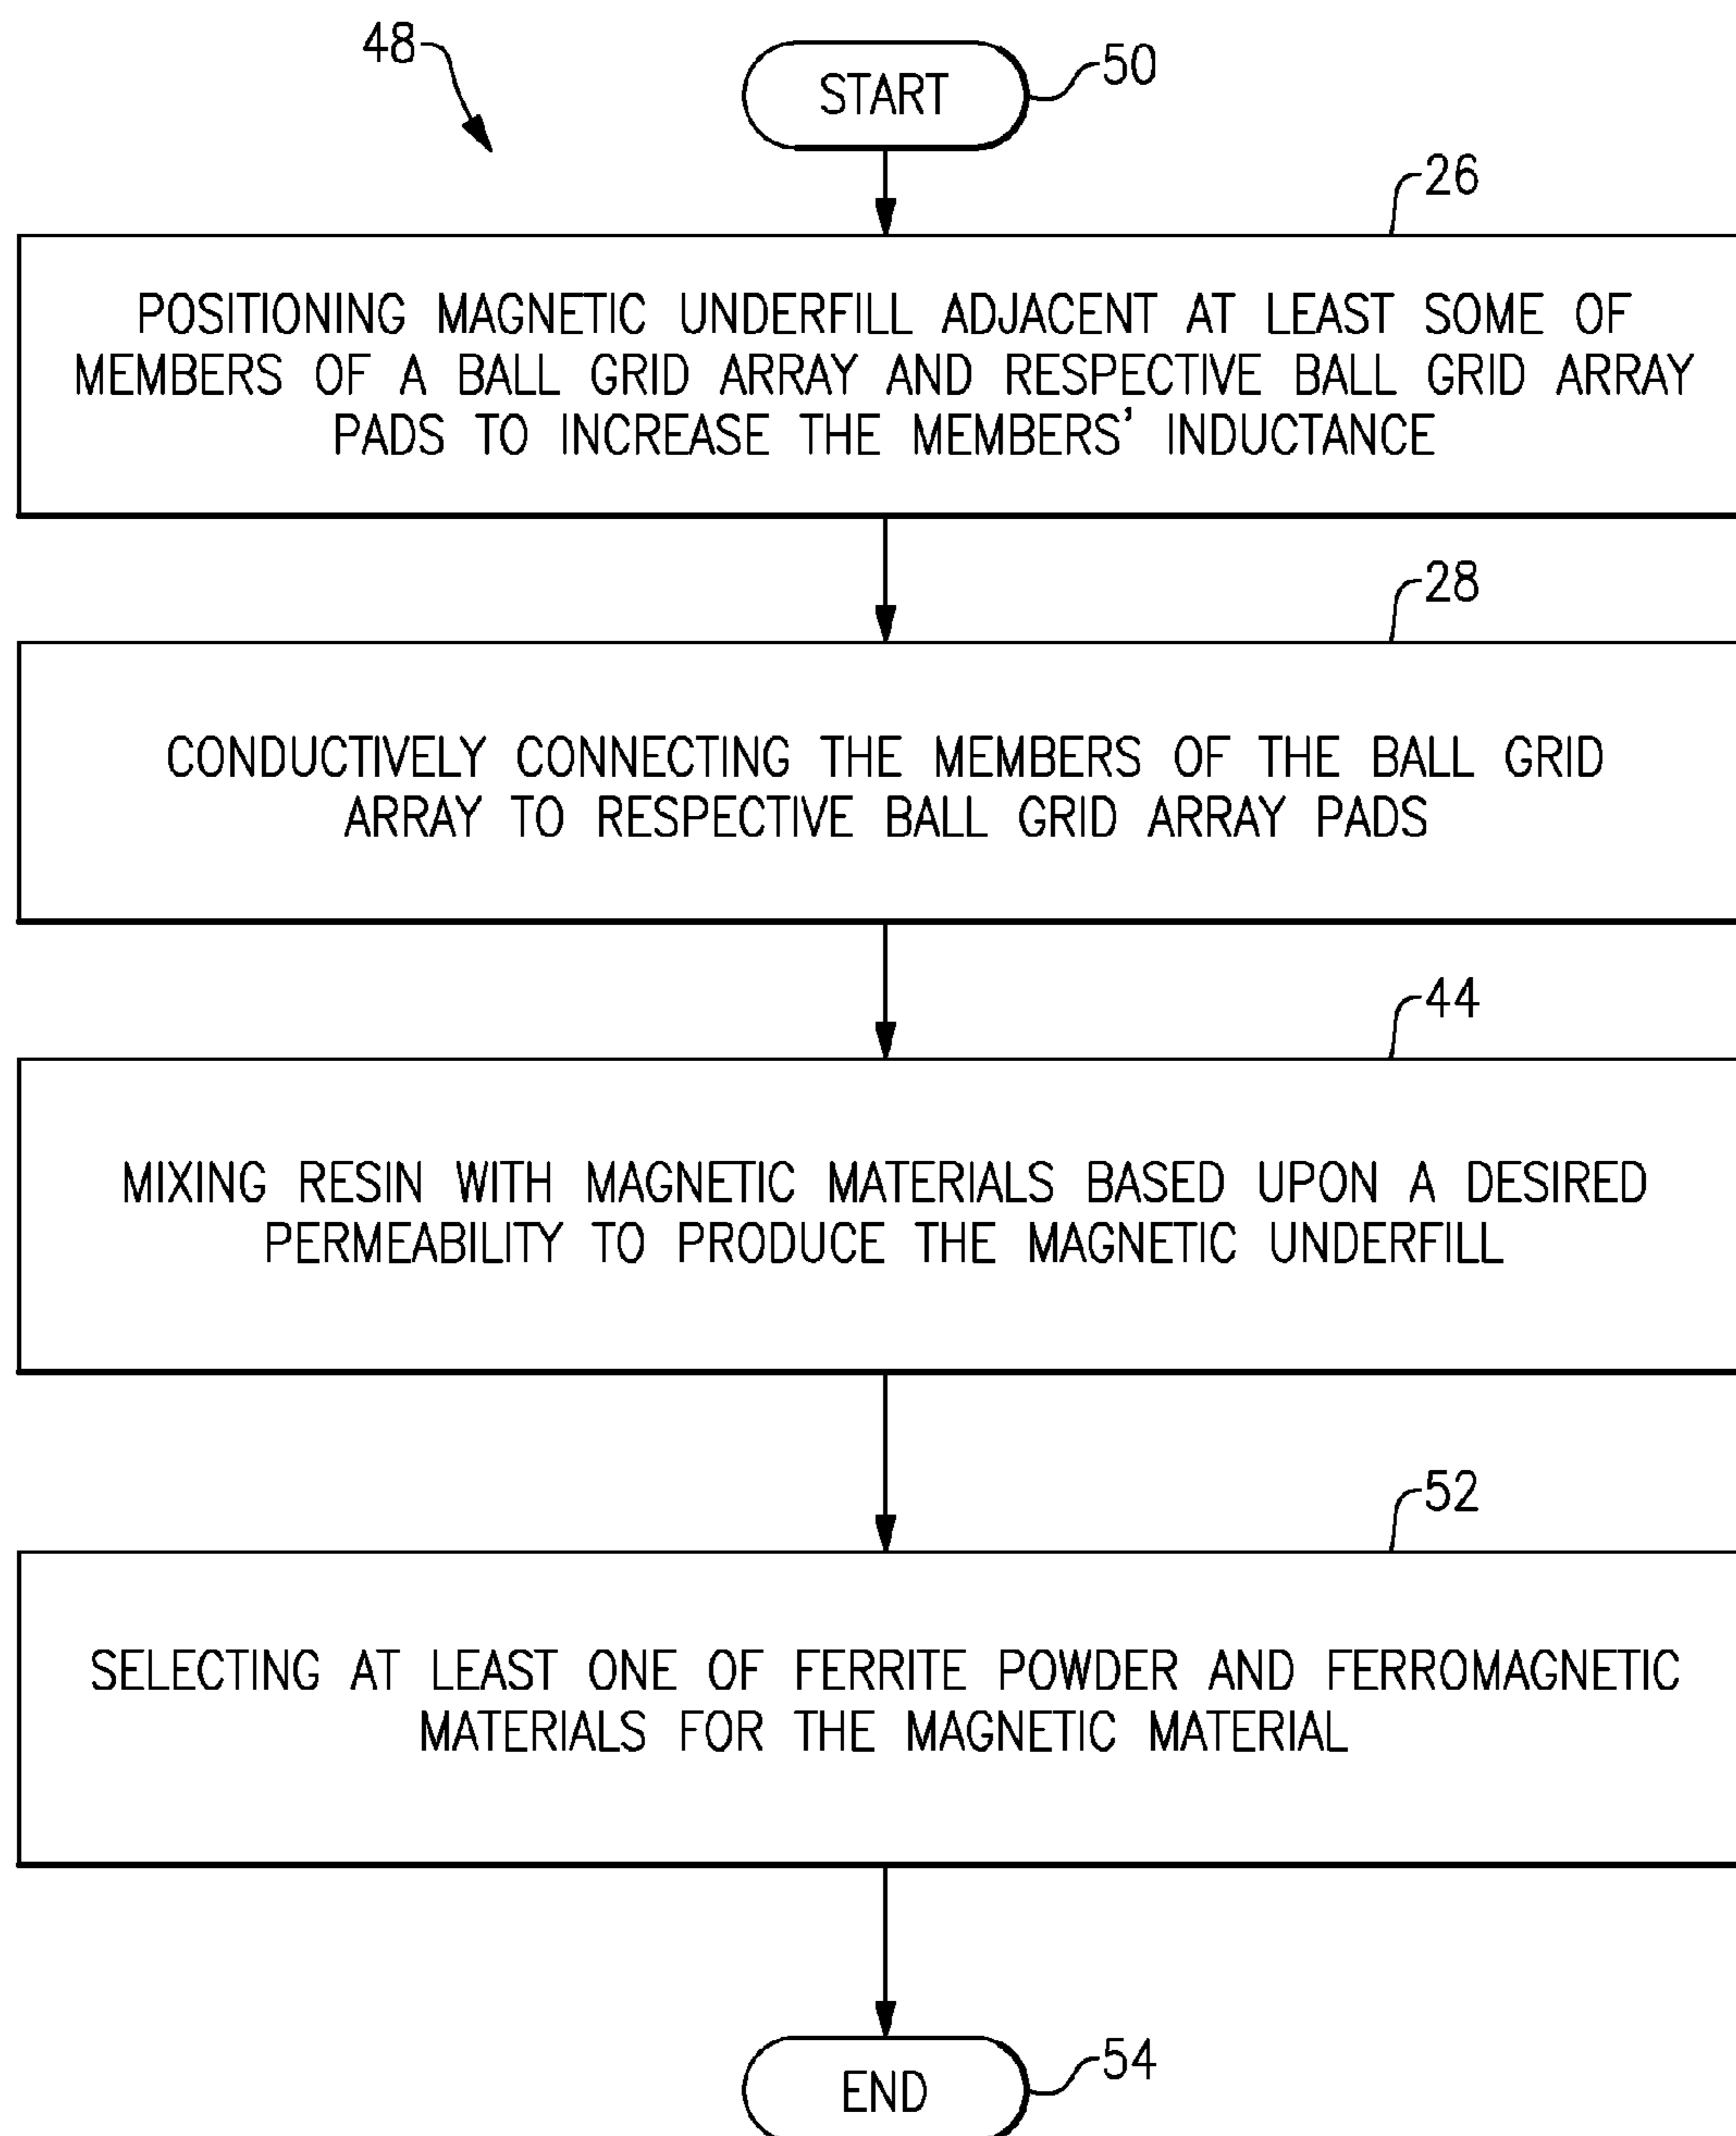 48
START
50
26
POSITIONING MAGNETIC UNDERFILL ADJACENT AT LEAST SOME OF
MEMBERS OF A BALL GRID ARRAY AND RESPECTIVE BALL GRID ARRAY
PADS TO INCREASE THE MEMBERS' INDUCTANCE
28
CONDUCTIVELY CONNECTING THE MEMBERS OF THE BALL GRID
ARRAY TO RESPECTIVE BALL GRID ARRAY PADS
44
MIXING RESIN WITH MAGNETIC MATERIALS BASED UPON A DESIRED
PERMEABILITY TO PRODUCE THE MAGNETIC UNDERFILL
52
SELECTING AT LEAST ONE OF FERRITE POWDER AND FERROMAGNETIC
MATERIALS FOR THE MAGNETIC MATERIAL
END
54